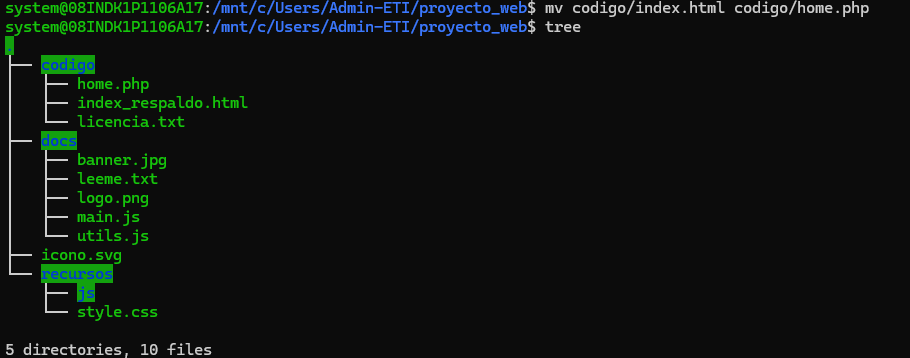 system@08INDK1P1106A17:/mnt/c/Users/Admin-ETI/proyecto_web$ mv codigo/index.html codigo/home.php
system@08INDK1P1106A17:/mnt/c/Users/Admin-ETI/proyecto_web$ tree
.
├── codigo
│   ├── home.php
│   ├── index_respaldo.html
│   └── licencia.txt
├── docs
│   ├── banner.jpg
│   ├── leeme.txt
│   ├── logo.png
│   ├── main.js
│   └── utils.js
├── icono.svg
└── recursos
    ├── js
    └── style.css

5 directories, 10 files